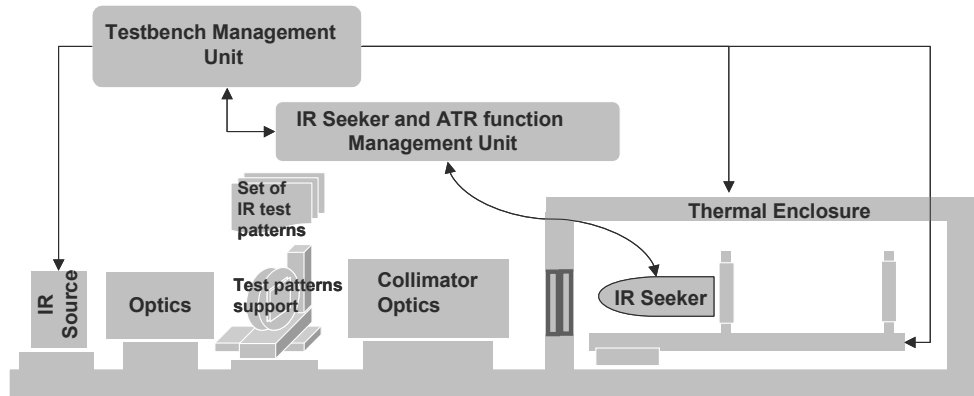 Testbench Management
Unit
IR Seeker and ATR function
Management Unit
Set of
IR test
patterns
Thermal Enclosure
IR
Source
Optics
Test patterns
support
Collimator
Optics
IR Seeker